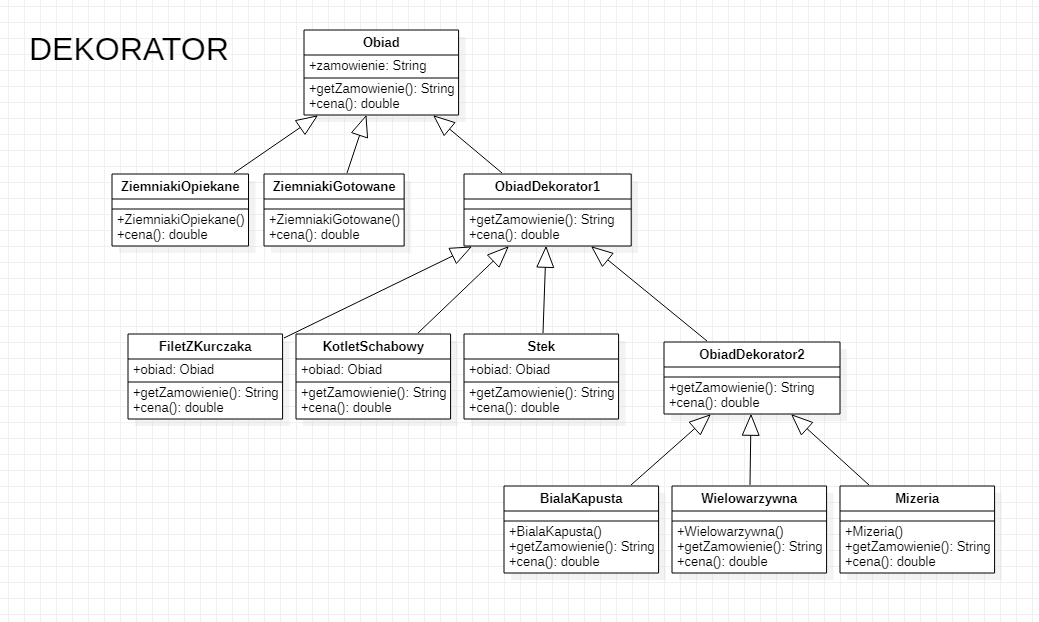 DEKORATOR
Obiad
+zamowienie: String
+getZamowienie(): String
+cena(): double
ZiemniakiOpiekane
+ZiemniakiOpiekane()
+cena(): double
ZiemniakiGotowane
+ZiemniakiGotowane()
+cena(): double
ObiadDekorator1
+getZamowienie(): String
+cena(): double
FiletZKurczaka
+obiad: Obiad
+getZamowienie(): String
+cena(): double
KotletSchabowy
+obiad: Obiad
+getZamowienie(): String
+cena(): double
Stek
+obiad: Obiad
+getZamowienie(): String
+cena(): double
ObiadDekorator2
+getZamowienie(): String
+cena(): double
BialaKapusta
+BialaKapusta()
+getZamowienie(): String
+cena(): double
Wielowarzywna
+Wielowarzywna()
+getZamowienie(): String
+cena(): double
Mizeria
+Mizeria()
+getZamowienie(): String
+cena(): double